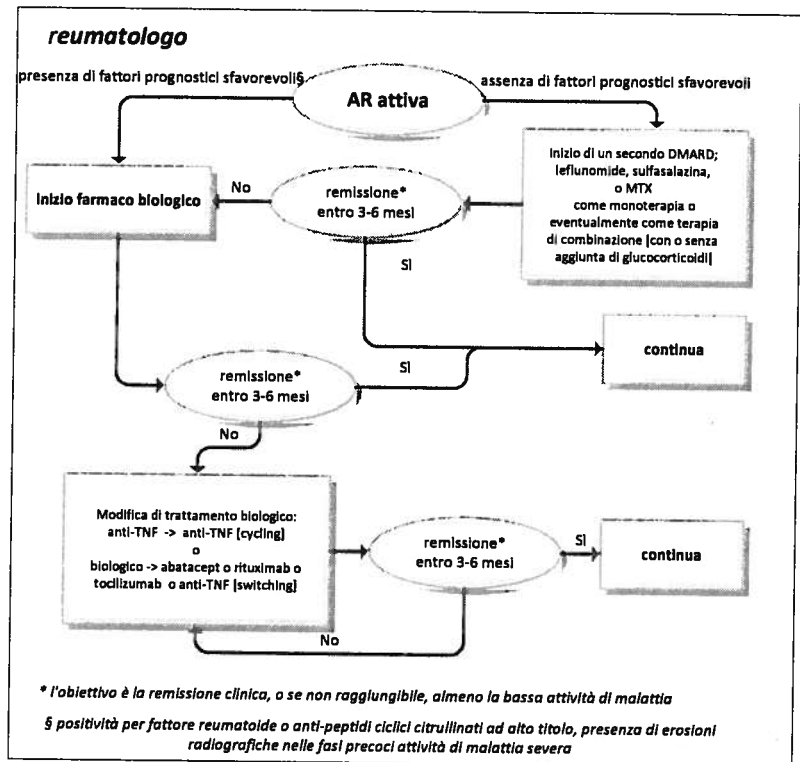 reumatologo
presenza di fattori prognostici sfavorevoli§
assenza di fattori prognostici sfavorevoli
AR attiva
Inizio di un secondo DMARD;
leflunomide, sulfasalazina,
o MTX
come monoterapia o
eventualmente come terapia
di combinazione |con o senza
aggiunta di glucocorticoidi|
Inizio farmaco biologico
No
remissione*
entro 3-6 mesi
Sì
continua
remissione*
entro 3-6 mesi
Sì
No
Modifica di trattamento biologico:
anti-TNF -> anti-TNF [cycling]
o
biologico -> abatacept o rituximab o
tocilizumab o anti-TNF [switching]
remissione*
entro 3-6 mesi
Sì
continua
No
* l'obiettivo è la remissione clinica, o se non raggiungibile, almeno la bassa attività di malattia
§ positività per fattore reumatoide o anti-peptidi ciclici citrullinati ad alto titolo, presenza di erosioni
radiografiche nelle fasi precoci attività di malattia severa